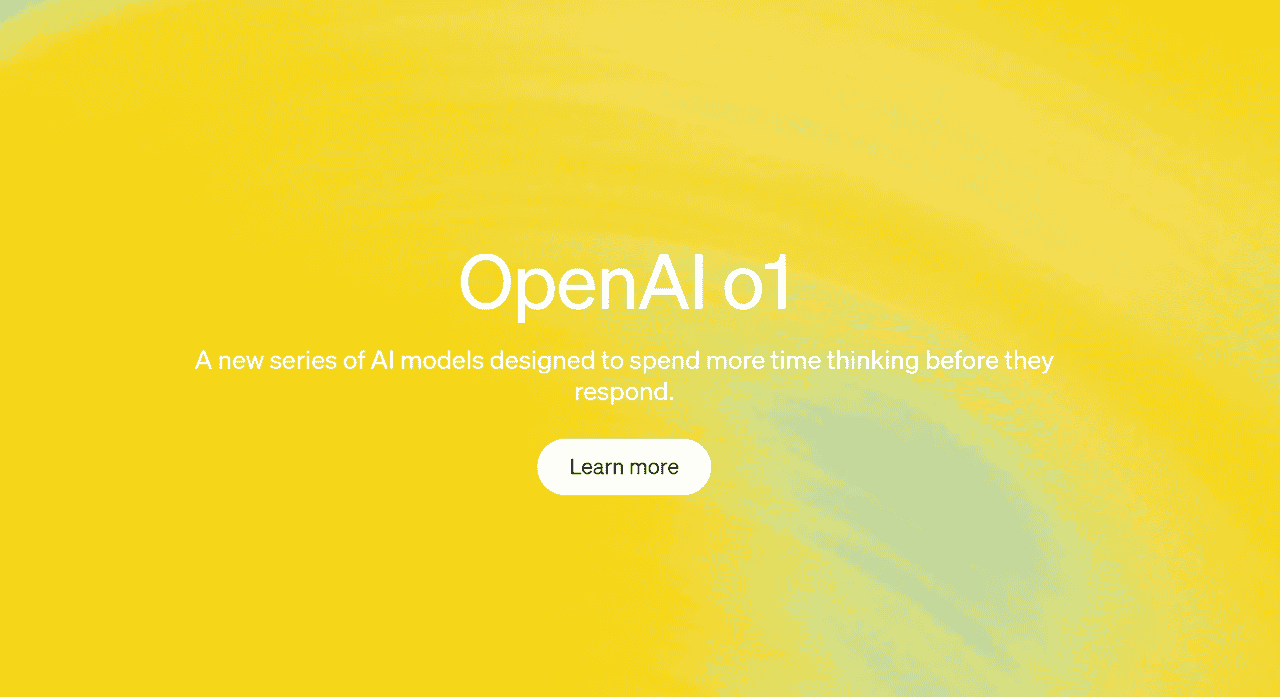 OpenAI o1
A new series of AI models designed to spend more time thinking before they
respond.
Learn more